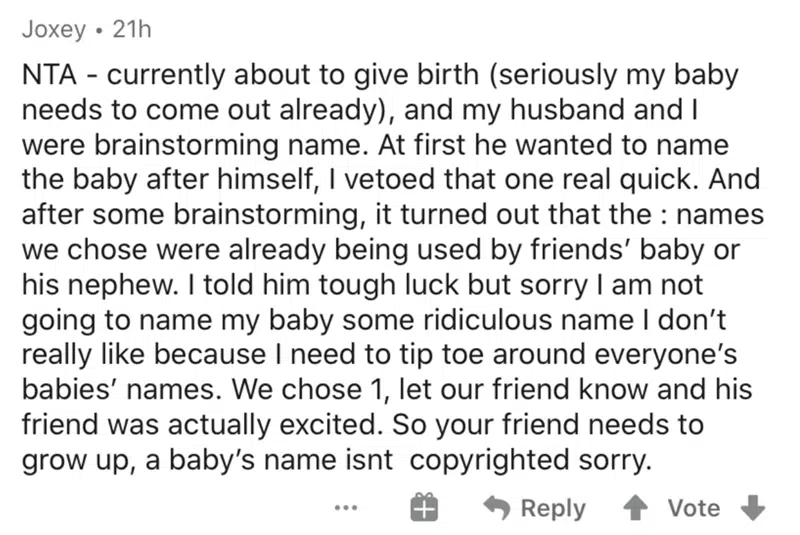 Joxey • 21h
NTA - currently about to give birth (seriously my baby
needs to come out already), and my husband and I
were brainstorming name. At first he wanted to name
the baby after himself, I vetoed that one real quick. And
after some brainstorming, it turned out that the : names
we chose were already being used by friends’ baby or
his nephew. I told him tough luck but sorry I am not
going to name my baby some ridiculous name I don’t
really like because I need to tip toe around everyone’s
babies’ names. We chose 1, let our friend know and his
friend was actually excited. So your friend needs to
grow up, a baby’s name isnt  copyrighted sorry.
... Reply Vote